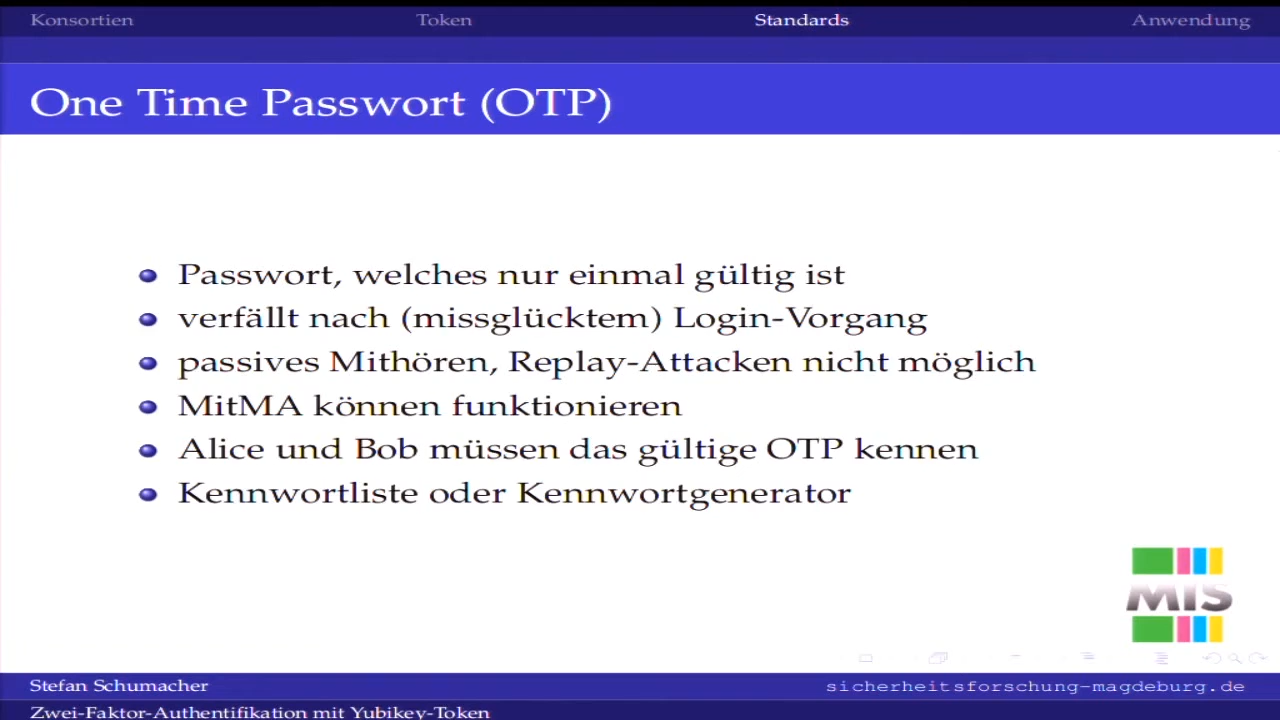 Konsortien Token Standards Anwendung
One Time Passwort (OTP)
Passwort, welches nur einmal gültig ist
verfällt nach (missglücktem) Login-Vorgang
passives Mithören, Replay-Attacken nicht möglich
MitMA können funktionieren
Alice und Bob müssen das gültige OTP kennen
Kennwortliste oder Kennwortgenerator
MIS
Stefan Schumacher sicherheitsforschung-magdeburg.de
Zwei-Faktor-Authentifikation mit Yubikey-Token